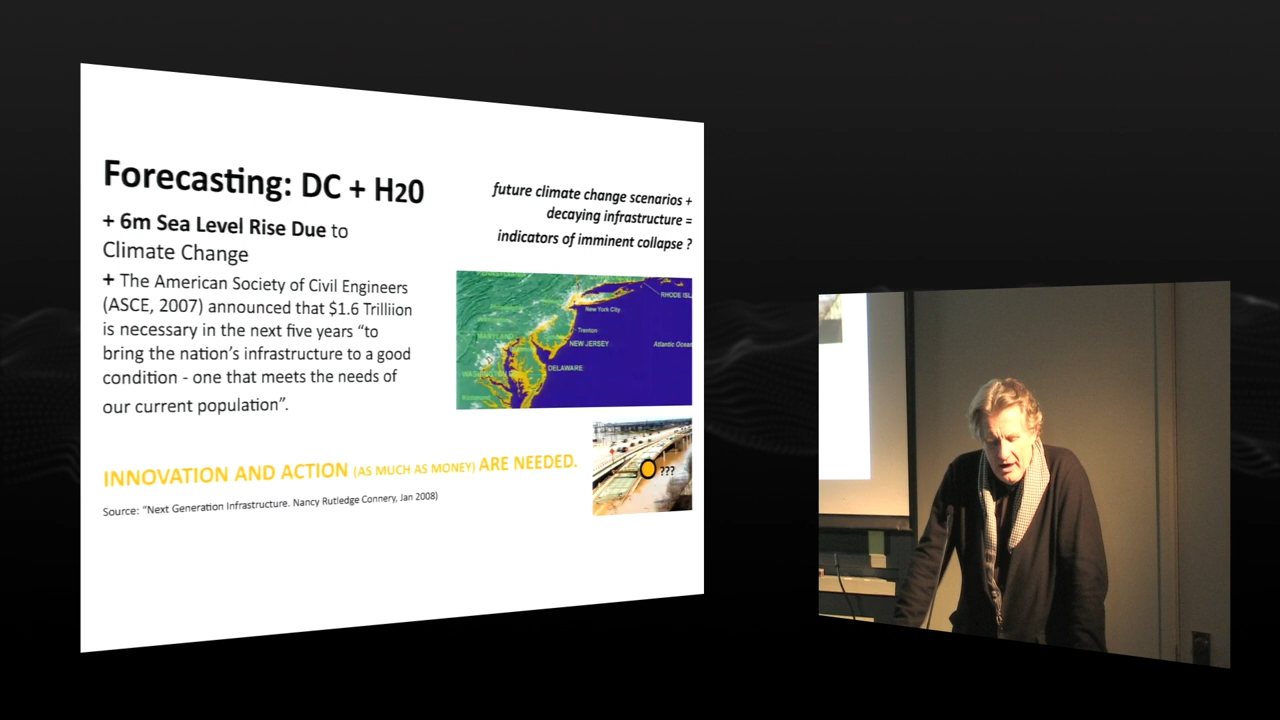 Forecasting: DC + H20
+ 6m Sea Level Rise Due to
Climate Change
+ The American Society of Civil Engineers
(ASCE, 2007) announced that $1.6 Trilliion
is necessary in the next five years “to
bring the nation’s infrastructure to a good
condition - one that meets the needs of
our current population”.
INNOVATION AND ACTION (AS MUCH AS MONEY) ARE NEEDED.
Source: “Next Generation Infrastructure. Nancy Rutledge Connery, Jan 2008)
future climate change scenarios +
decaying infrastructure =
indicators of imminent collapse ?
PENNSYLVANIA
RHODE ISL
New York City
Philadelphia
Trenton
MARYLAND
NEW JERSEY
Atlantic Ocean
DELAWARE
WASHINGTON
Richmond
???